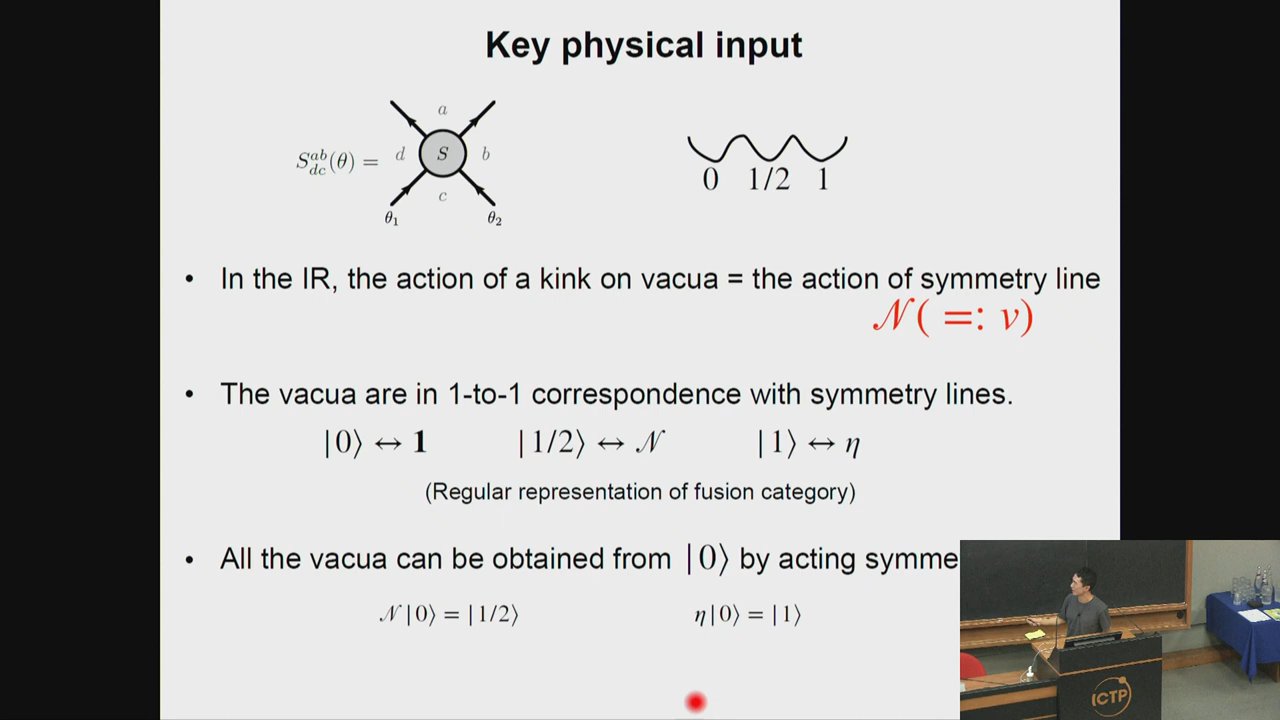 Key physical input
S^{ab}_{dc}(θ) =
a
d S b
c
θ₁ θ₂
0 1/2 1
• In the IR, the action of a kink on vacua = the action of symmetry line
𝒩( =: v)
• The vacua are in 1-to-1 correspondence with symmetry lines.
|0⟩ ↔ 1 |1/2⟩ ↔ 𝒩 |1⟩ ↔ η
(Regular representation of fusion category)
• All the vacua can be obtained from |0⟩ by acting symme
𝒩|0⟩ = |1/2⟩ η|0⟩ = |1⟩
ICTP